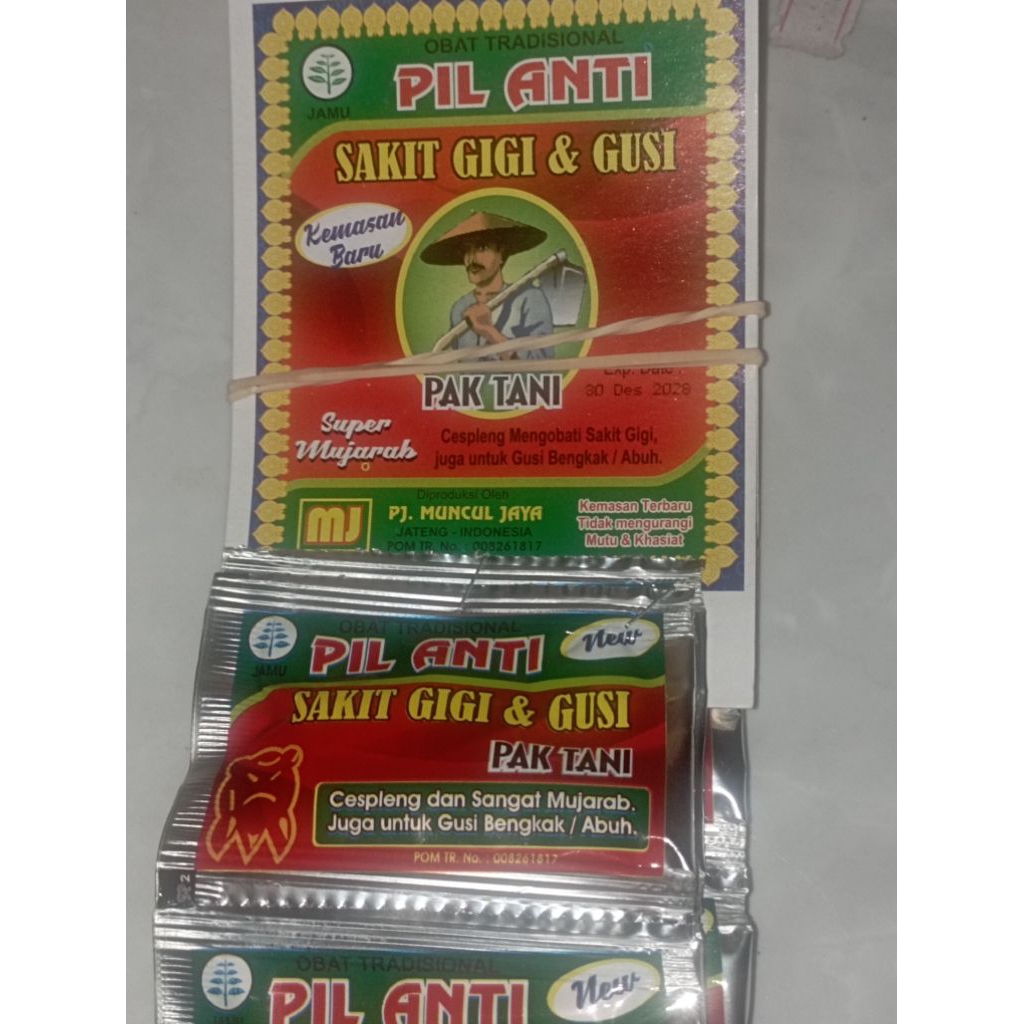 OBAT TRADISIONAL
JAMU
PIL ANTI
SAKIT GIGI & GUSI
Kemasan
Baru
PAK TANI
Exp. Date :
30 Des 2028
Super
Mujarab
Cespleng Mengobati Sakit Gigi,
juga untuk Gusi Bengkak / Abuh.
MJ
Diproduksi Oleh
PJ. MUNCUL JAYA
JATENG - INDONESIA
POM TR. No. : 008261817
Kemasan Terbaru
Tidak mengurangi
Mutu & Khasiat
OBAT TRADISIONAL
JAMU
PIL ANTI
New
SAKIT GIGI & GUSI
PAK TANI
Cespleng dan Sangat Mujarab.
Juga untuk Gusi Bengkak / Abuh.
POM TR. No. : 008261817
OBAT TRADISIONAL
JAMU
PIL ANTI
New